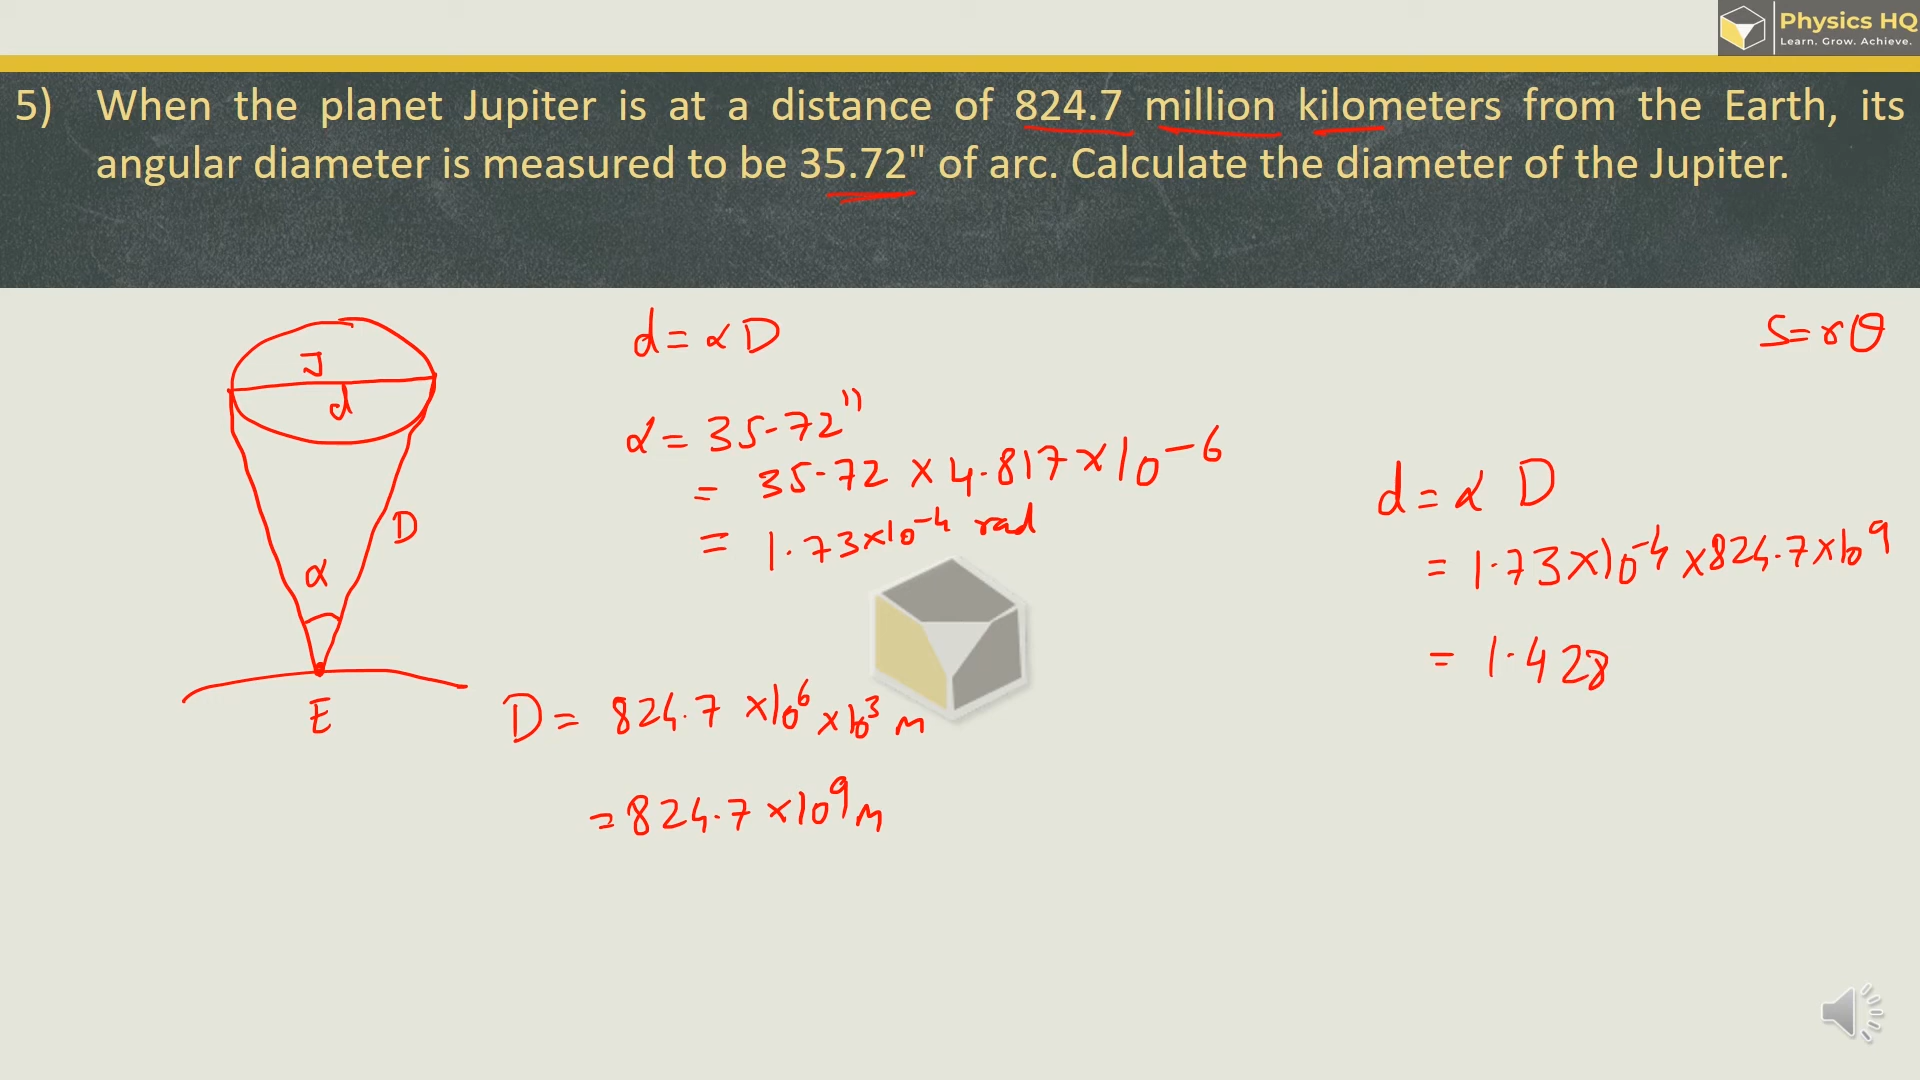 Physics HQ
Learn. Grow. Achieve.
5) When the planet Jupiter is at a distance of 824.7 million kilometers from the Earth, its
angular diameter is measured to be 35.72" of arc. Calculate the diameter of the Jupiter.
J
d
D
α
E
d = α D
α = 35.72"
= 35.72 × 4.817 × 10⁻⁶
= 1.73 × 10⁻⁴ rad
D = 824.7 × 10⁶ × 10³ m
= 824.7 × 10⁹ m
S = rθ
d = α D
= 1.73 × 10⁻⁴ × 824.7 × 10⁹
= 1.428